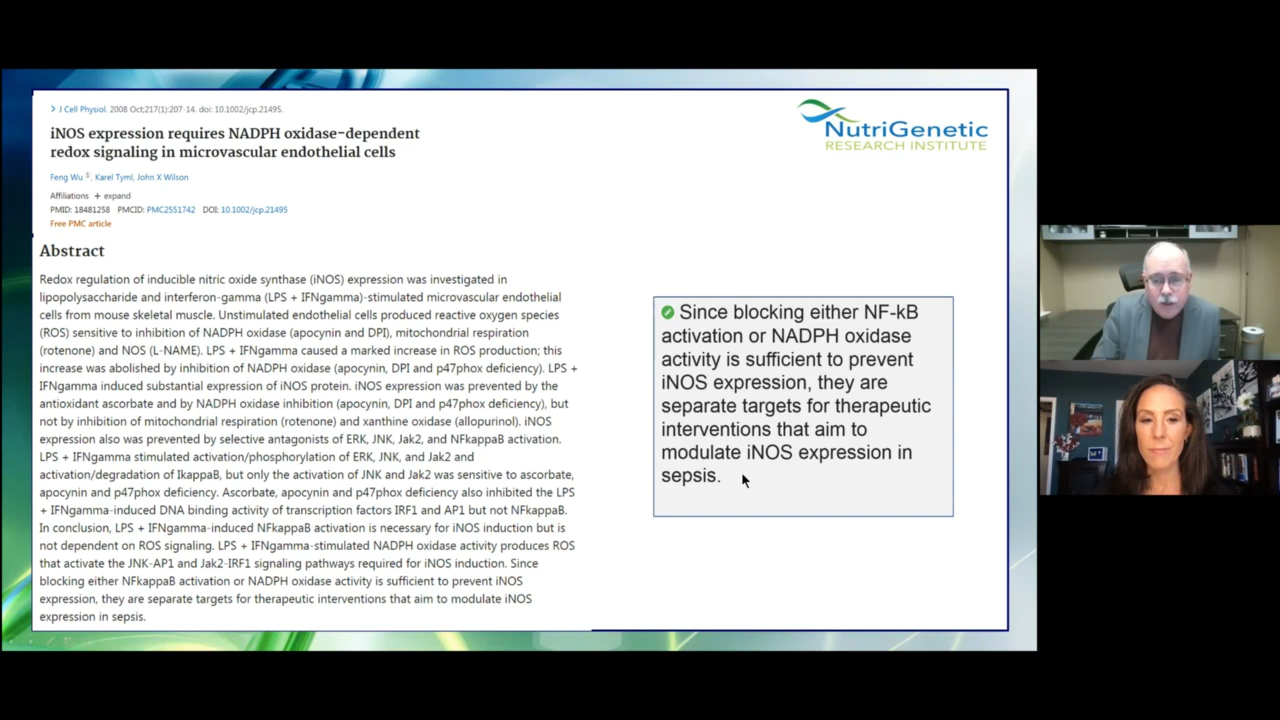 > J Cell Physiol. 2008 Oct;217(1):207-14. doi: 10.1002/jcp.21495.
iNOS expression requires NADPH oxidase-dependent
redox signaling in microvascular endothelial cells
Feng Wu 1, Karel Tyml, John X Wilson
Affiliations + expand
PMID: 18481258 PMCID: PMC2551742 DOI: 10.1002/jcp.21495
Free PMC article
Abstract
Redox regulation of inducible nitric oxide synthase (iNOS) expression was investigated in
lipopolysaccharide and interferon-gamma (LPS + IFNgamma)-stimulated microvascular endothelial
cells from mouse skeletal muscle. Unstimulated endothelial cells produced reactive oxygen species
(ROS) sensitive to inhibition of NADPH oxidase (apocynin and DPI), mitochondrial respiration
(rotenone) and NOS (L-NAME). LPS + IFNgamma caused a marked increase in ROS production; this
increase was abolished by inhibition of NADPH oxidase (apocynin, DPI and p47phox deficiency). LPS +
IFNgamma induced substantial expression of iNOS protein. iNOS expression was prevented by the
antioxidant ascorbate and by NADPH oxidase inhibition (apocynin, DPI and p47phox deficiency), but
not by inhibition of mitochondrial respiration (rotenone) and xanthine oxidase (allopurinol). iNOS
expression also was prevented by selective antagonists of ERK, JNK, Jak2, and NFkappaB activation.
LPS + IFNgamma stimulated activation/phosphorylation of ERK, JNK, and Jak2 and
activation/degradation of IkappaB, but only the activation of JNK and Jak2 was sensitive to ascorbate,
apocynin and p47phox deficiency. Ascorbate, apocynin and p47phox deficiency also inhibited the LPS
+ IFNgamma-induced DNA binding activity of transcription factors IRF1 and AP1 but not NFkappaB.
In conclusion, LPS + IFNgamma-induced NFkappaB activation is necessary for iNOS induction but is
not dependent on ROS signaling. LPS + IFNgamma-stimulated NADPH oxidase activity produces ROS
that activate the JNK-AP1 and Jak2-IRF1 signaling pathways required for iNOS induction. Since
blocking either NFkappaB activation or NADPH oxidase activity is sufficient to prevent iNOS
expression, they are separate targets for therapeutic interventions that aim to modulate iNOS
expression in sepsis.
NutriGenetic
RESEARCH INSTITUTE
Since blocking either NF-kB
activation or NADPH oxidase
activity is sufficient to prevent
iNOS expression, they are
separate targets for therapeutic
interventions that aim to
modulate iNOS expression in
sepsis.